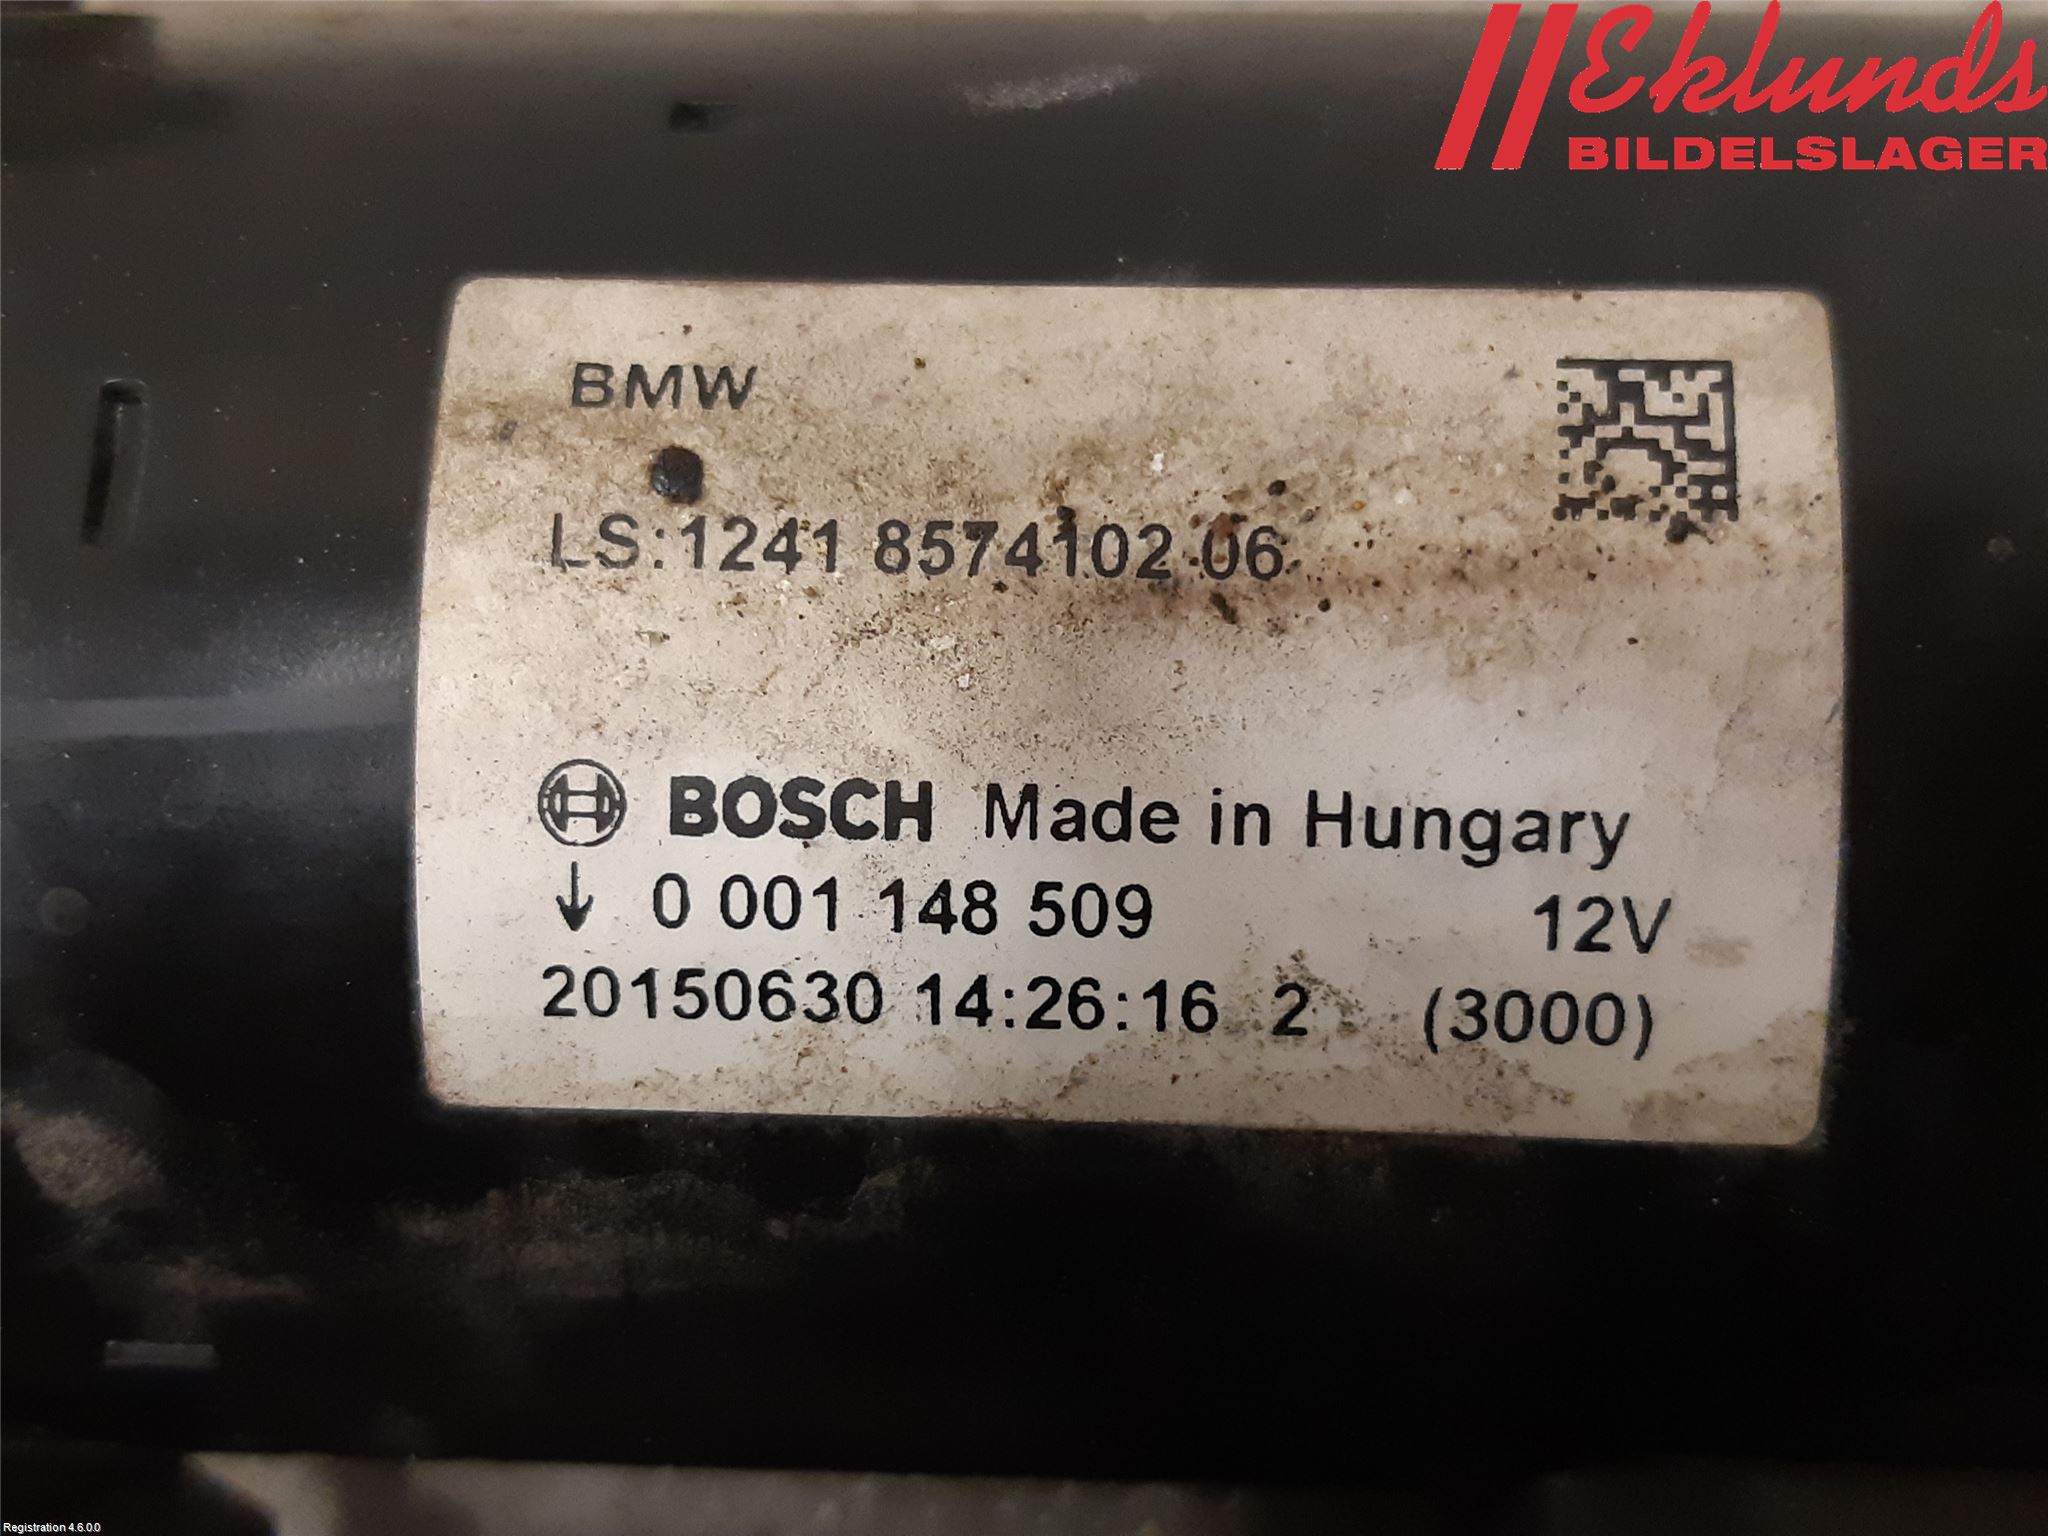 Eklunds
BILDELSLAGER
BMW
LS:1241 8574102 06
BOSCH Made in Hungary
↓ 0 001 148 509 12V
20150630 14:26:16 2 (3000)
Registration 4.6.0.0